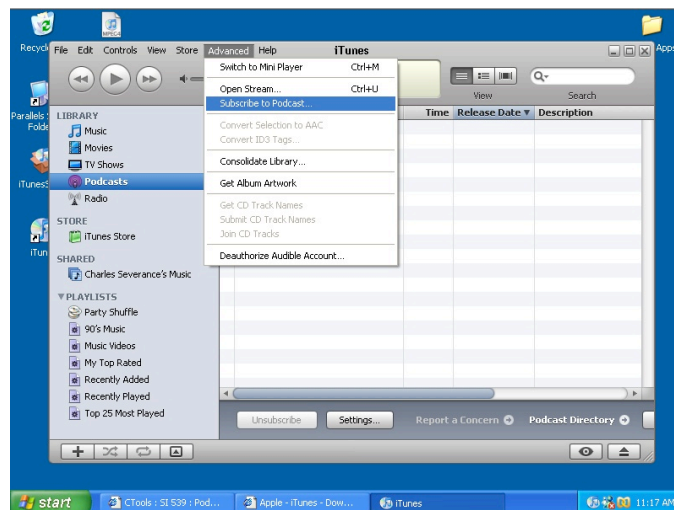 MPEG-4
Recycl
Apps
iTunes
File Edit Controls View Store Advanced Help
Switch to Mini Player Ctrl+M
Open Stream... Ctrl+U
Subscribe to Podcast...
Convert Selection to AAC
Convert ID3 Tags...
Consolidate Library...
Get Album Artwork
Get CD Track Names
Submit CD Track Names
Join CD Tracks
Deauthorize Audible Account...
View
Search
Time Release Date Description
Parallels
Folde
iTunesS
iTun
LIBRARY
Music
Movies
TV Shows
Podcasts
Radio
STORE
iTunes Store
SHARED
Charles Severance's Music
PLAYLISTS
Party Shuffle
90's Music
Music Videos
My Top Rated
Recently Added
Recently Played
Top 25 Most Played
Unsubscribe Settings... Report a Concern Podcast Directory
start CTools : SI 539 : Pod... Apple - iTunes - Dow... iTunes 11:17 AM